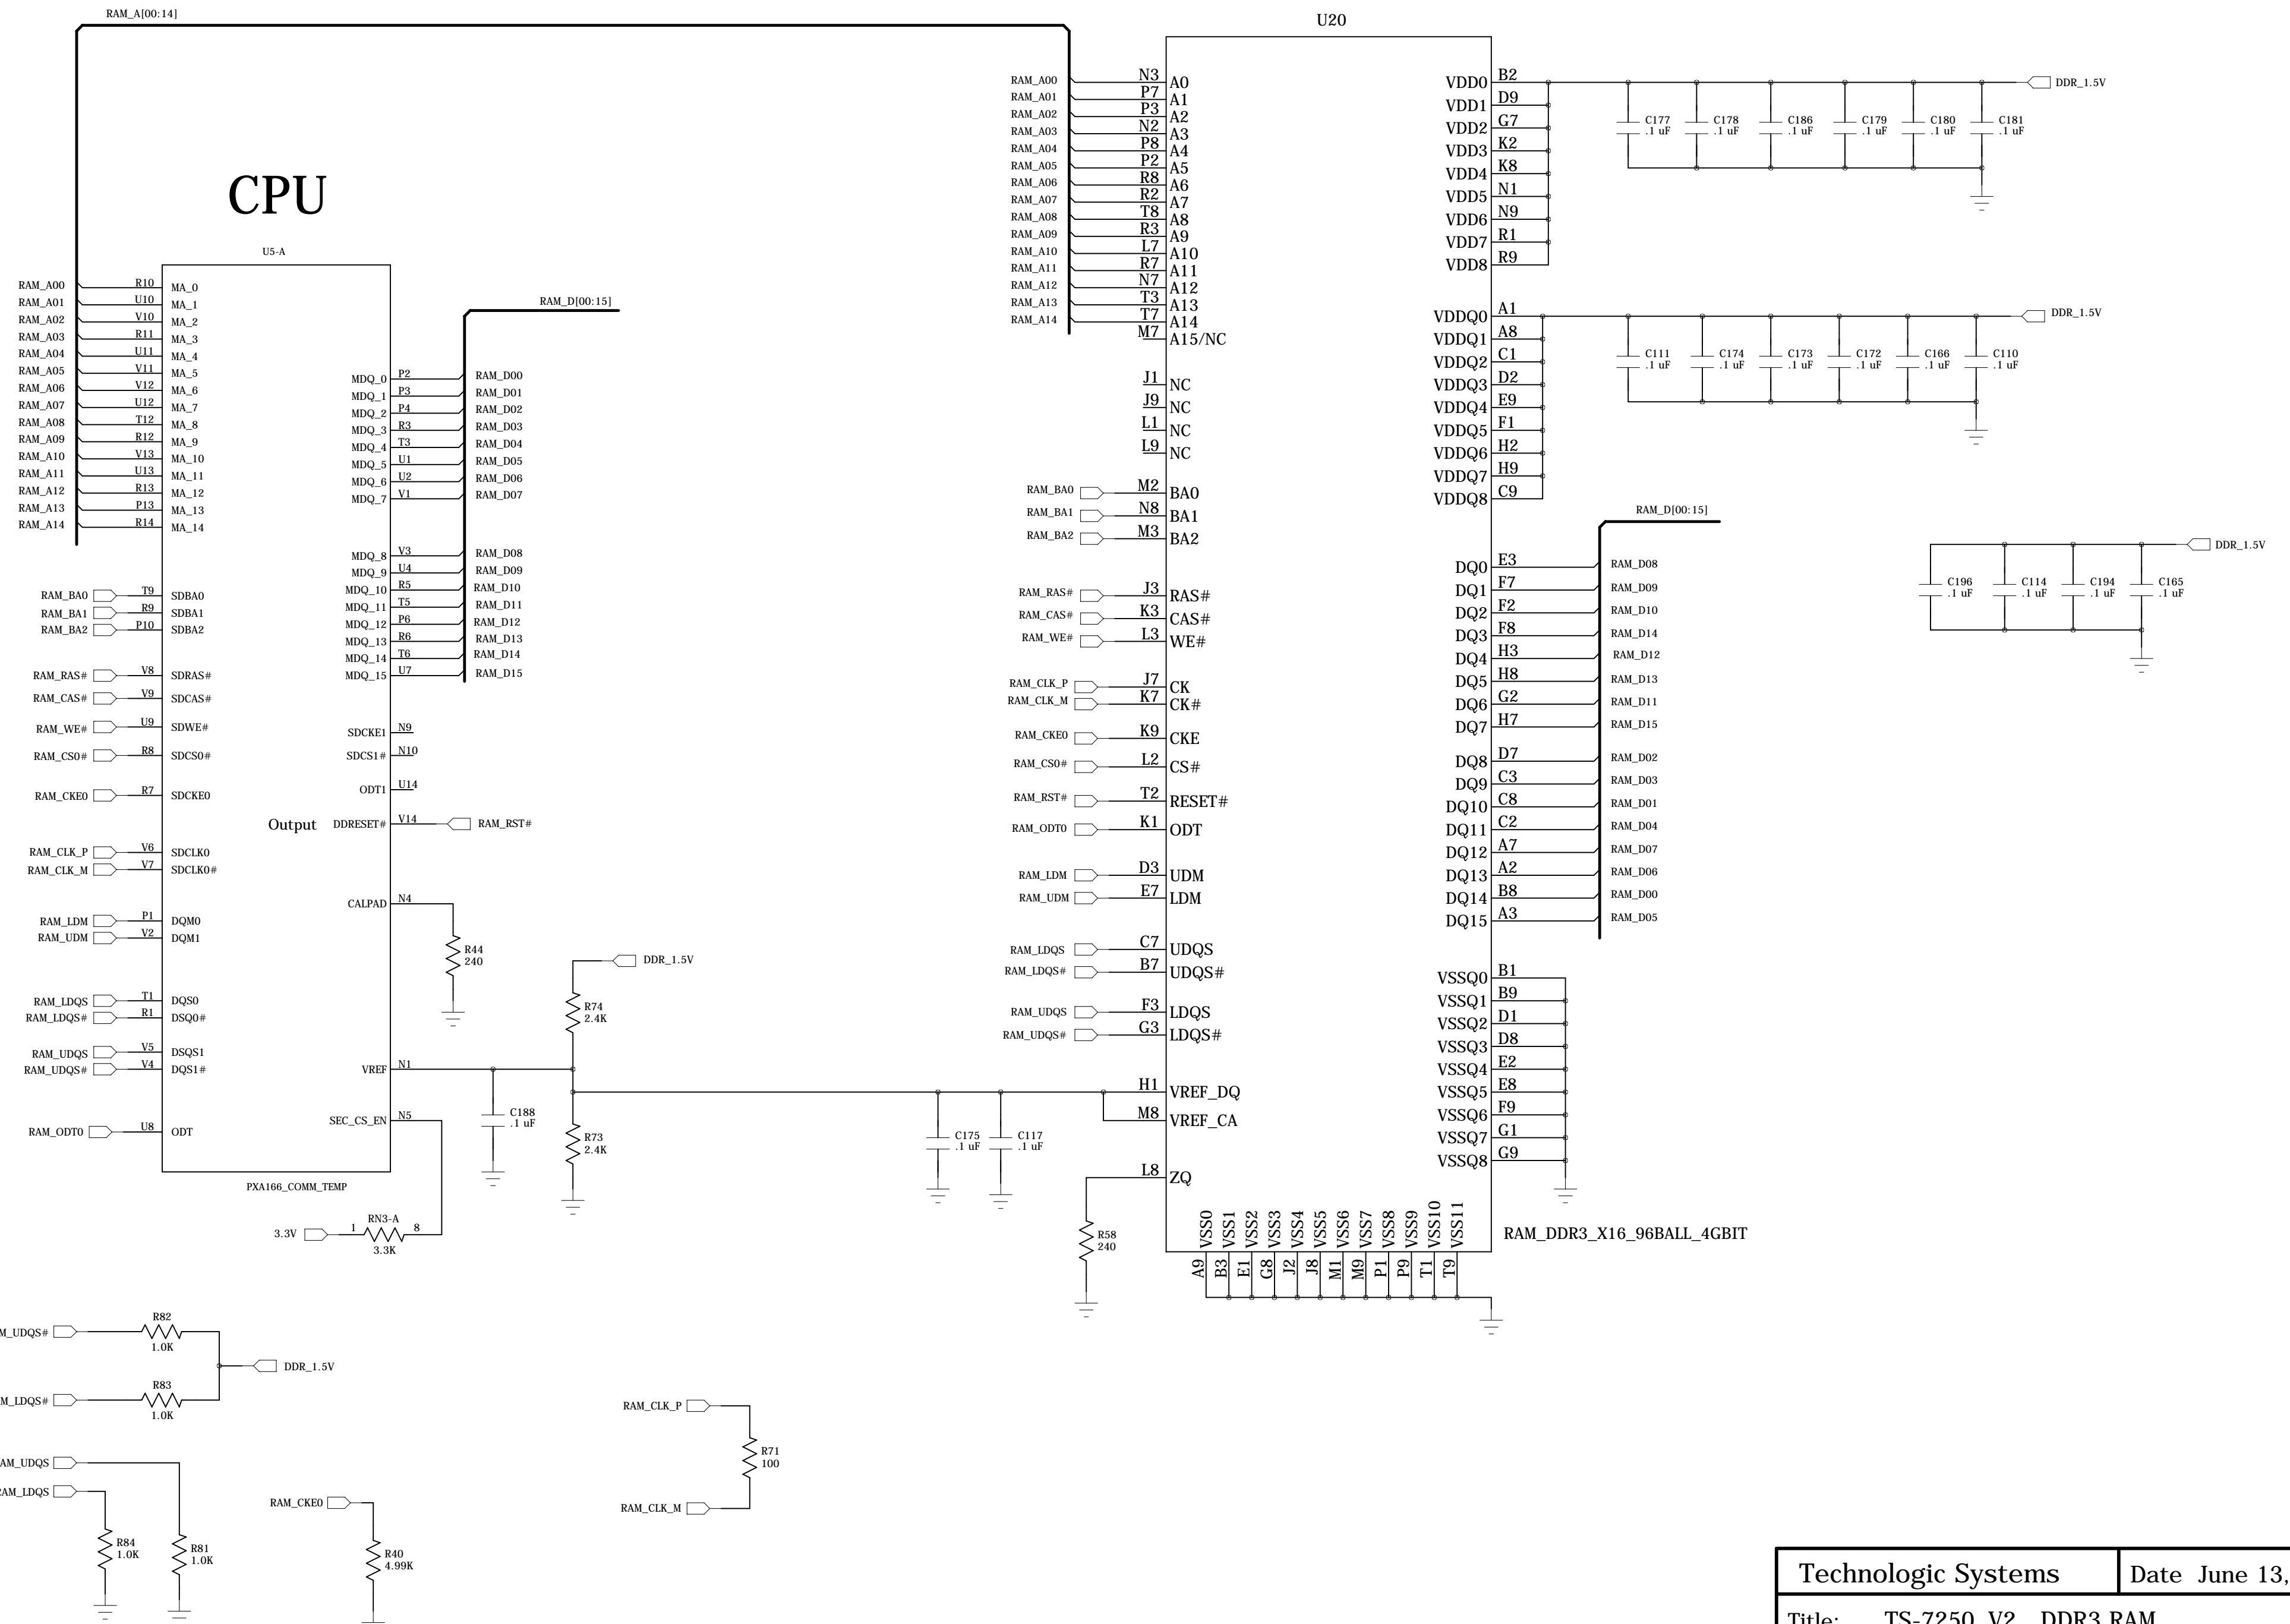 RAM_A[00:14]
CPU
U5-A
RAM_A00 R10 MA_0
RAM_A01 U10 MA_1
RAM_A02 V10 MA_2
RAM_A03 R11 MA_3
RAM_A04 U11 MA_4
RAM_A05 V11 MA_5
RAM_A06 V12 MA_6
RAM_A07 U12 MA_7
RAM_A08 T12 MA_8
RAM_A09 R12 MA_9
RAM_A10 V13 MA_10
RAM_A11 U13 MA_11
RAM_A12 R13 MA_12
RAM_A13 P13 MA_13
RAM_A14 R14 MA_14
RAM_BA0 T9 SDBA0
RAM_BA1 R9 SDBA1
RAM_BA2 P10 SDBA2
RAM_RAS# V8 SDRAS#
RAM_CAS# V9 SDCAS#
RAM_WE# U9 SDWE#
RAM_CS0# R8 SDCS0#
RAM_CKE0 R7 SDCKE0
RAM_CLK_P V6 SDCLK0
RAM_CLK_M V7 SDCLK0#
RAM_LDM P1 DQM0
RAM_UDM V2 DQM1
RAM_LDQS T1 DQS0
RAM_LDQS# R1 DSQ0#
RAM_UDQS V5 DSQS1
RAM_UDQS# V4 DQS1#
RAM_ODT0 U8 ODT
RAM_D[00:15]
MDQ_0 P2 RAM_D00
MDQ_1 P3 RAM_D01
MDQ_2 P4 RAM_D02
MDQ_3 R3 RAM_D03
MDQ_4 T3 RAM_D04
MDQ_5 U1 RAM_D05
MDQ_6 U2 RAM_D06
MDQ_7 V1 RAM_D07
MDQ_8 V3 RAM_D08
MDQ_9 U4 RAM_D09
MDQ_10 R5 RAM_D10
MDQ_11 T5 RAM_D11
MDQ_12 P6 RAM_D12
MDQ_13 R6 RAM_D13
MDQ_14 T6 RAM_D14
MDQ_15 U7 RAM_D15
SDCKE1 N9
SDCS1# N10
ODT1 U14
Output DDRESET# V14 RAM_RST#
CALPAD N4
R44
240
VREF N1
SEC_CS_EN N5
PXA166_COMM_TEMP
3.3V 1 RN3-A 8
3.3K
DDR_1.5V
R74
2.4K
C188
.1 uF
R73
2.4K
C175
.1 uF
C117
.1 uF
U20
RAM_A00 N3 A0
RAM_A01 P7 A1
RAM_A02 P3 A2
RAM_A03 N2 A3
RAM_A04 P8 A4
RAM_A05 P2 A5
RAM_A06 R8 A6
RAM_A07 R2 A7
RAM_A08 T8 A8
RAM_A09 R3 A9
RAM_A10 L7 A10
RAM_A11 R7 A11
RAM_A12 N7 A12
RAM_A13 T3 A13
RAM_A14 T7 A14
M7 A15/NC
J1 NC
J9 NC
L1 NC
L9 NC
RAM_BA0 M2 BA0
RAM_BA1 N8 BA1
RAM_BA2 M3 BA2
RAM_RAS# J3 RAS#
RAM_CAS# K3 CAS#
RAM_WE# L3 WE#
RAM_CLK_P J7 CK
RAM_CLK_M K7 CK#
RAM_CKE0 K9 CKE
RAM_CS0# L2 CS#
RAM_RST# T2 RESET#
RAM_ODT0 K1 ODT
RAM_LDM D3 UDM
RAM_UDM E7 LDM
RAM_LDQS C7 UDQS
RAM_LDQS# B7 UDQS#
RAM_UDQS F3 LDQS
RAM_UDQS# G3 LDQS#
H1 VREF_DQ
M8 VREF_CA
L8 ZQ
R58
240
VDD0 B2
VDD1 D9
VDD2 G7
VDD3 K2
VDD4 K8
VDD5 N1
VDD6 N9
VDD7 R1
VDD8 R9
DDR_1.5V
C177 C178 C186 C179 C180 C181
.1 uF .1 uF .1 uF .1 uF .1 uF .1 uF
VDDQ0 A1
VDDQ1 A8
VDDQ2 C1
VDDQ3 D2
VDDQ4 E9
VDDQ5 F1
VDDQ6 H2
VDDQ7 H9
VDDQ8 C9
DDR_1.5V
C111 C174 C173 C172 C166 C110
.1 uF .1 uF .1 uF .1 uF .1 uF .1 uF
RAM_D[00:15]
DQ0 E3 RAM_D08
DQ1 F7 RAM_D09
DQ2 F2 RAM_D10
DQ3 F8 RAM_D14
DQ4 H3 RAM_D12
DQ5 H8 RAM_D13
DQ6 G2 RAM_D11
DQ7 H7 RAM_D15
DQ8 D7 RAM_D02
DQ9 C3 RAM_D03
DQ10 C8 RAM_D01
DQ11 C2 RAM_D04
DQ12 A7 RAM_D07
DQ13 A2 RAM_D06
DQ14 B8 RAM_D00
DQ15 A3 RAM_D05
DDR_1.5V
C196 C114 C194 C165
.1 uF .1 uF .1 uF .1 uF
VSSQ0 B1
VSSQ1 B9
VSSQ2 D1
VSSQ3 D8
VSSQ4 E2
VSSQ5 E8
VSSQ6 F9
VSSQ7 G1
VSSQ8 G9
VSS0 VSS1 VSS2 VSS3 VSS4 VSS5 VSS6 VSS7 VSS8 VSS9 VSS10 VSS11
A9 B3 E1 G8 J2 J8 M1 M9 P1 P9 T1 T9
RAM_DDR3_X16_96BALL_4GBIT
M_UDQS# R82
1.0K
DDR_1.5V
M_LDQS# R83
1.0K
AM_UDQS
RAM_LDQS
R84
1.0K
R81
1.0K
RAM_CKE0
R40
4.99K
RAM_CLK_P
R71
100
RAM_CLK_M
Technologic Systems Date June 13,
Title: TS-7250 V2 DDR3 RAM